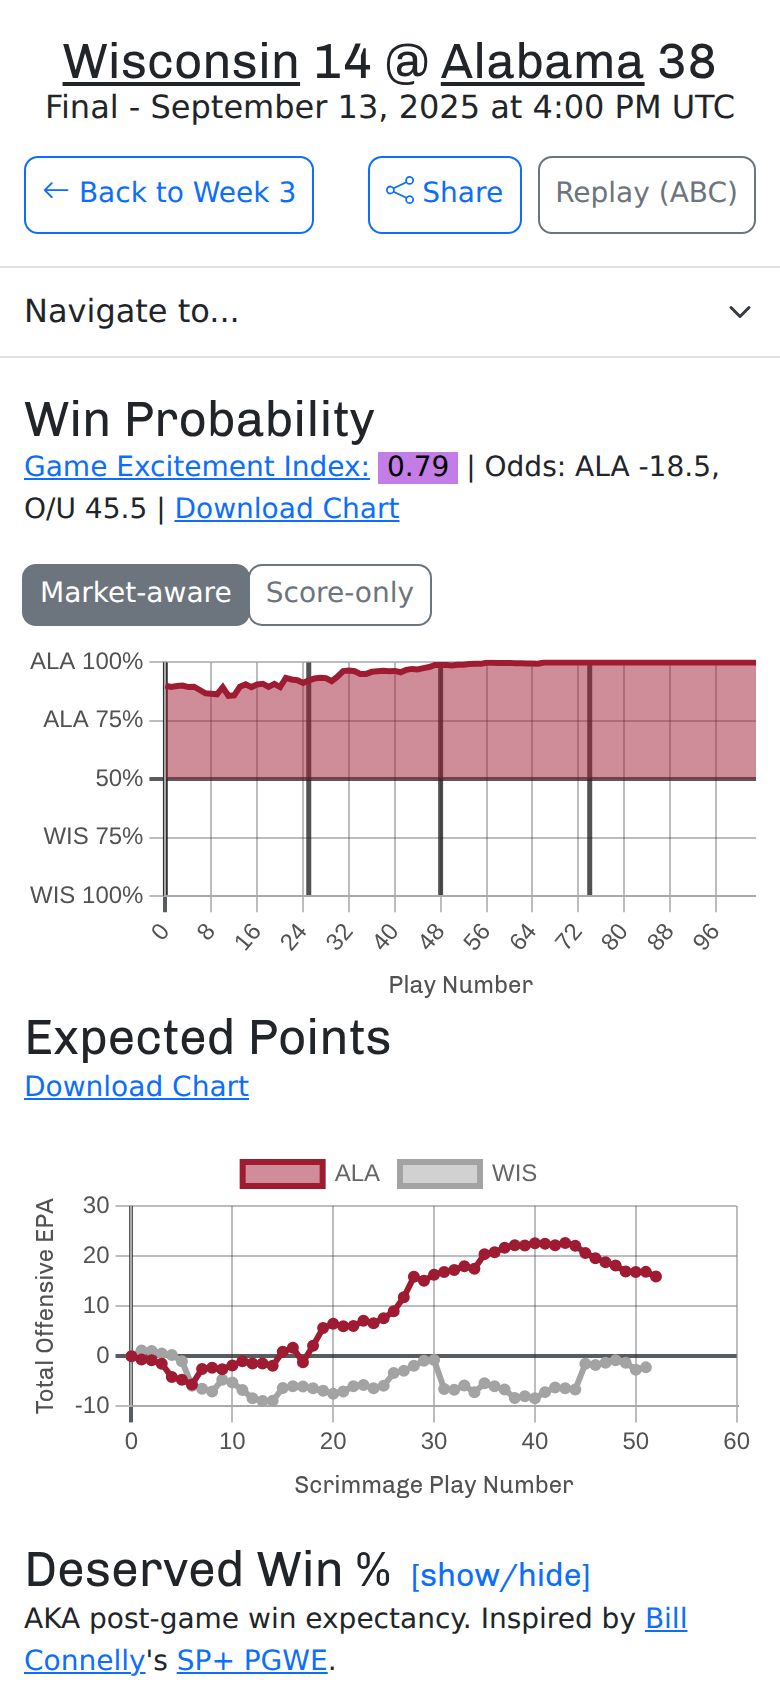 Wisconsin 14 @ Alabama 38
Final - September 13, 2025 at 4:00 PM UTC
← Back to Week 3
Share
Replay (ABC)
Navigate to...
Win Probability
Game Excitement Index: 0.79 | Odds: ALA -18.5,
O/U 45.5 | Download Chart
Market-aware
Score-only
ALA 100%
ALA 75%
50%
WIS 75%
WIS 100%
0 8 16 24 32 40 48 56 64 72 80 88 96
Play Number
Expected Points
Download Chart
ALA WIS
Total Offensive EPA
30
20
10
0
-10
0 10 20 30 40 50 60
Scrimmage Play Number
Deserved Win % [show/hide]
AKA post-game win expectancy. Inspired by Bill
Connelly's SP+ PGWE.